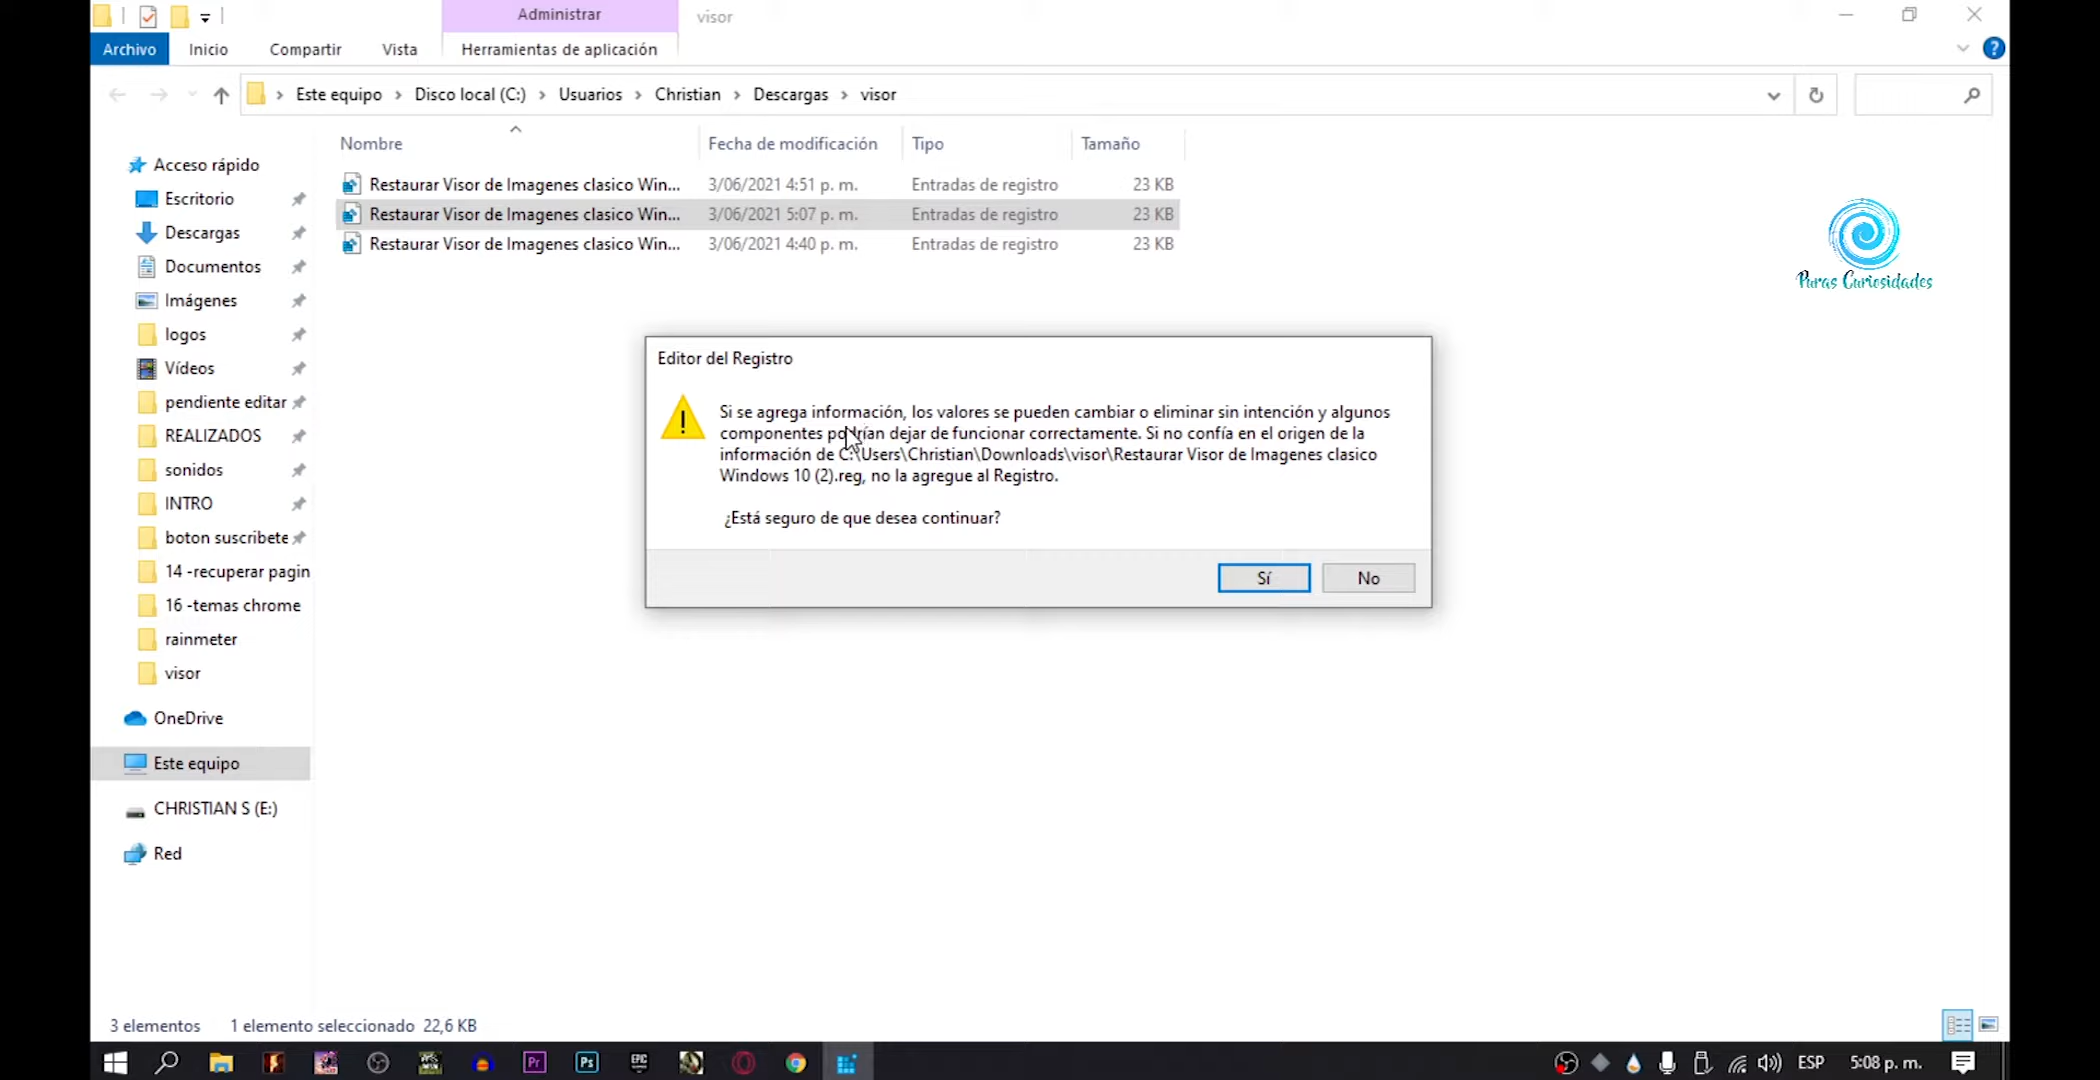 Administrar
visor
Archivo
Inicio
Compartir
Vista
Herramientas de aplicación
Este equipo
Disco local (C:)
Usuarios
Christian
Descargas
visor
Nombre
Fecha de modificación
Tipo
Tamaño
Restaurar Visor de Imagenes clasico Win... 3/06/2021 4:51 p. m. Entradas de registro 23 KB
Restaurar Visor de Imagenes clasico Win... 3/06/2021 5:07 p. m. Entradas de registro 23 KB
Restaurar Visor de Imagenes clasico Win... 3/06/2021 4:40 p. m. Entradas de registro 23 KB
Acceso rápido
Escritorio
Descargas
Documentos
Imágenes
logos
Vídeos
pendiente editar
REALIZADOS
sonidos
INTRO
boton suscribete
14 -recuperar pagin
16 -temas chrome
rainmeter
visor
OneDrive
Este equipo
CHRISTIAN S (E:)
Red
Puras Curiosidades
Editor del Registro
Si se agrega información, los valores se pueden cambiar o eliminar sin intención y algunos
componentes podrían dejar de funcionar correctamente. Si no confía en el origen de la
información de C:\Users\Christian\Downloads\visor\Restaurar Visor de Imagenes clasico
Windows 10 (2).reg, no la agregue al Registro.
¿Está seguro de que desea continuar?
Sí
No
3 elementos
1 elemento seleccionado 22,6 KB
Pr
Ps
EPIC
ESP
5:08 p. m.